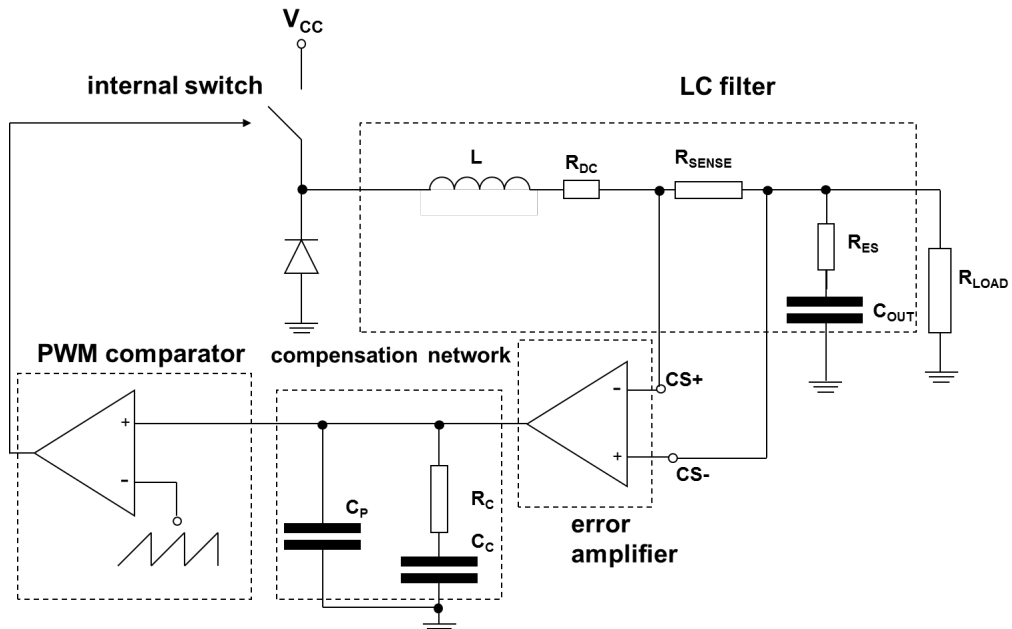 VCC
internal switch
LC filter
L
RDC
RSENSE
RES
COUT
RLOAD
PWM comparator
compensation network
CS+
-
+
+
-
CS-
CP
RC
CC
error
amplifier